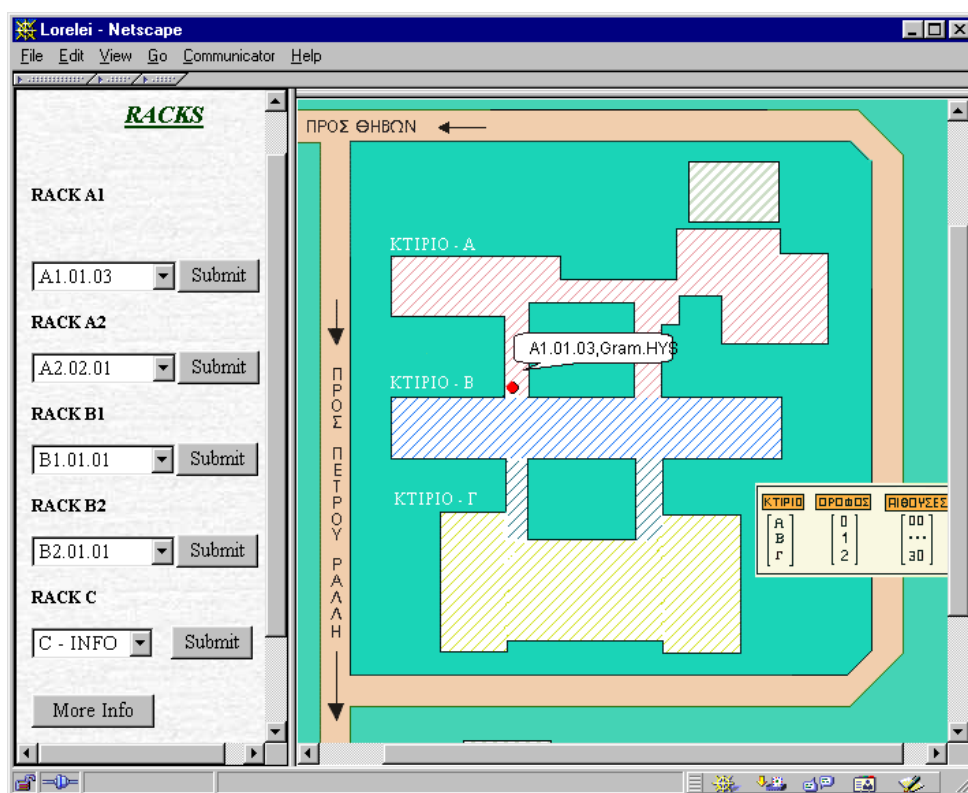 Lorelei - Netscape
File Edit View Go Communicator Help
RACKS
RACK A1
A1.01.03 Submit
RACK A2
A2.02.01 Submit
RACK B1
B1.01.01 Submit
RACK B2
B2.01.01 Submit
RACK C
C - INFO Submit
More Info
ΠΡΟΣ ΘΗΒΩΝ
ΚΤΙΡΙΟ - Α
A1.01.03,Gram.HYS
ΚΤΙΡΙΟ - Β
ΚΤΙΡΙΟ - Γ
ΠΡΟΣ ΠΕΤΡΟΥ ΡΑΛΛΗ
ΚΤΙΡΙΟ ΟΡΟΦΟΣ ΑΙΘΟΥΣΕΣ
Α 0 00
Β 1 ...
Γ 2 30